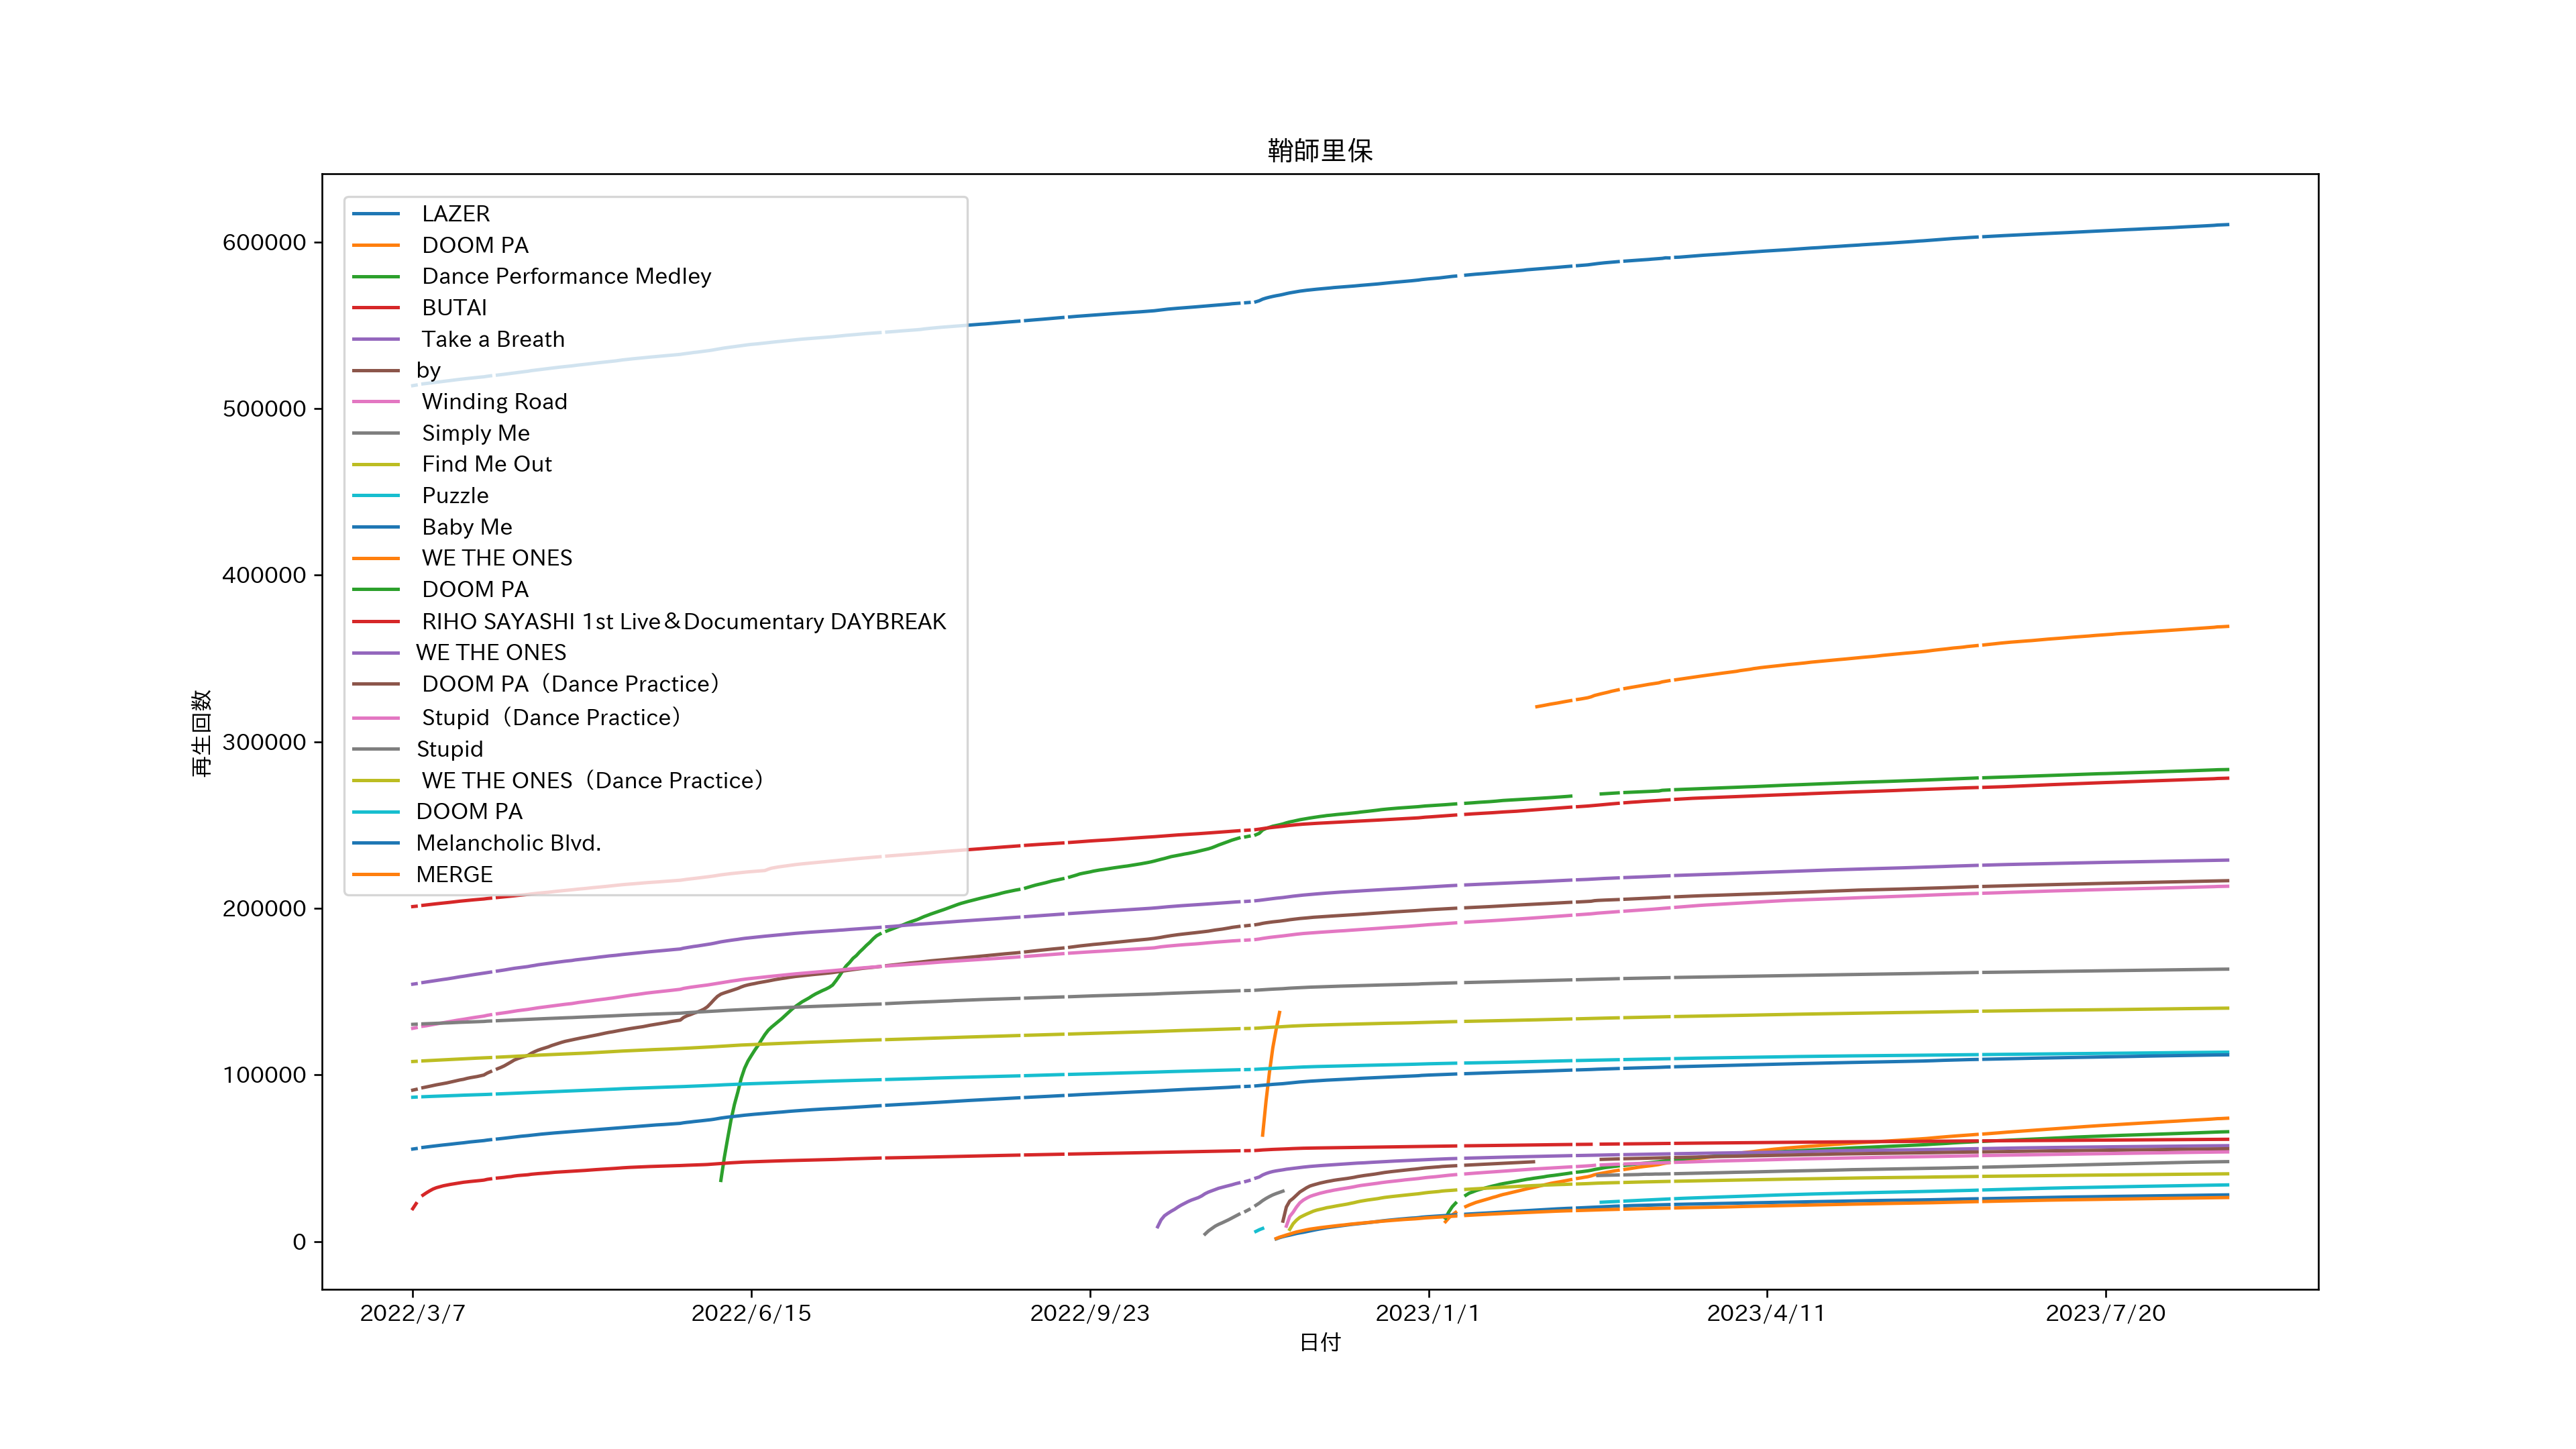 鞘師里保
LAZER
DOOM PA
Dance Performance Medley
BUTAI
Take a Breath
by
Winding Road
Simply Me
Find Me Out
Puzzle
Baby Me
WE THE ONES
DOOM PA
RIHO SAYASHI 1st Live＆Documentary DAYBREAK
WE THE ONES
DOOM PA（Dance Practice）
Stupid（Dance Practice）
Stupid
WE THE ONES（Dance Practice）
DOOM PA
Melancholic Blvd.
MERGE
600000
500000
400000
300000
200000
100000
0
再生回数
2022/3/7
2022/6/15
2022/9/23
2023/1/1
2023/4/11
2023/7/20
日付